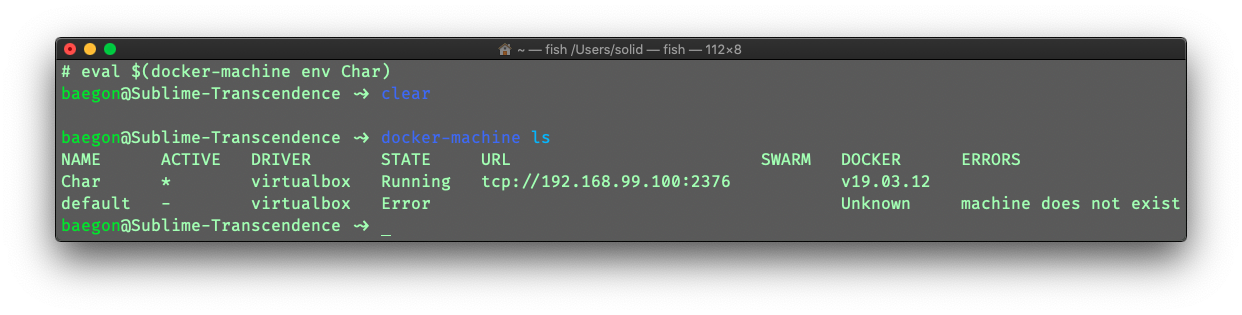 ~ — fish /Users/solid — fish — 112×8
# eval $(docker-machine env Char)
baegon@Sublime-Transcendence ⤳ clear
baegon@Sublime-Transcendence ⤳ docker-machine ls
NAME ACTIVE DRIVER STATE URL SWARM DOCKER ERRORS
Char * virtualbox Running tcp://192.168.99.100:2376 v19.03.12
default - virtualbox Error Unknown machine does not exist
baegon@Sublime-Transcendence ⤳ _